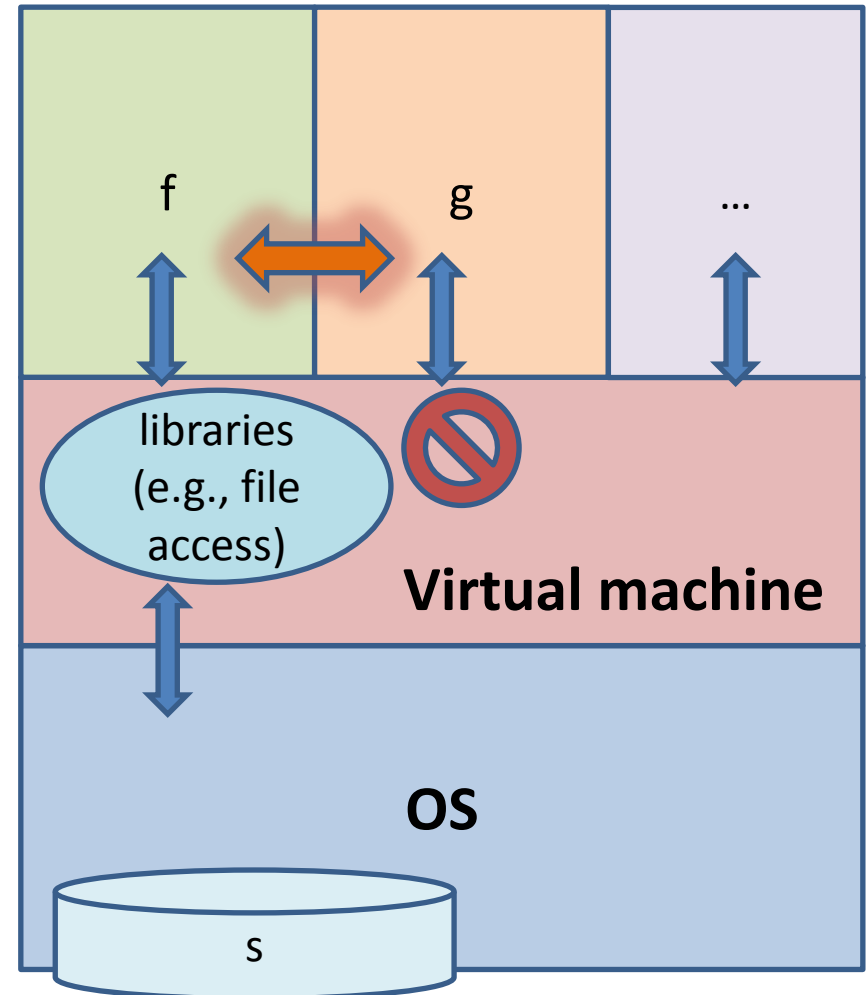 f
g
...
libraries
(e.g., file
access)
Virtual machine
OS
s